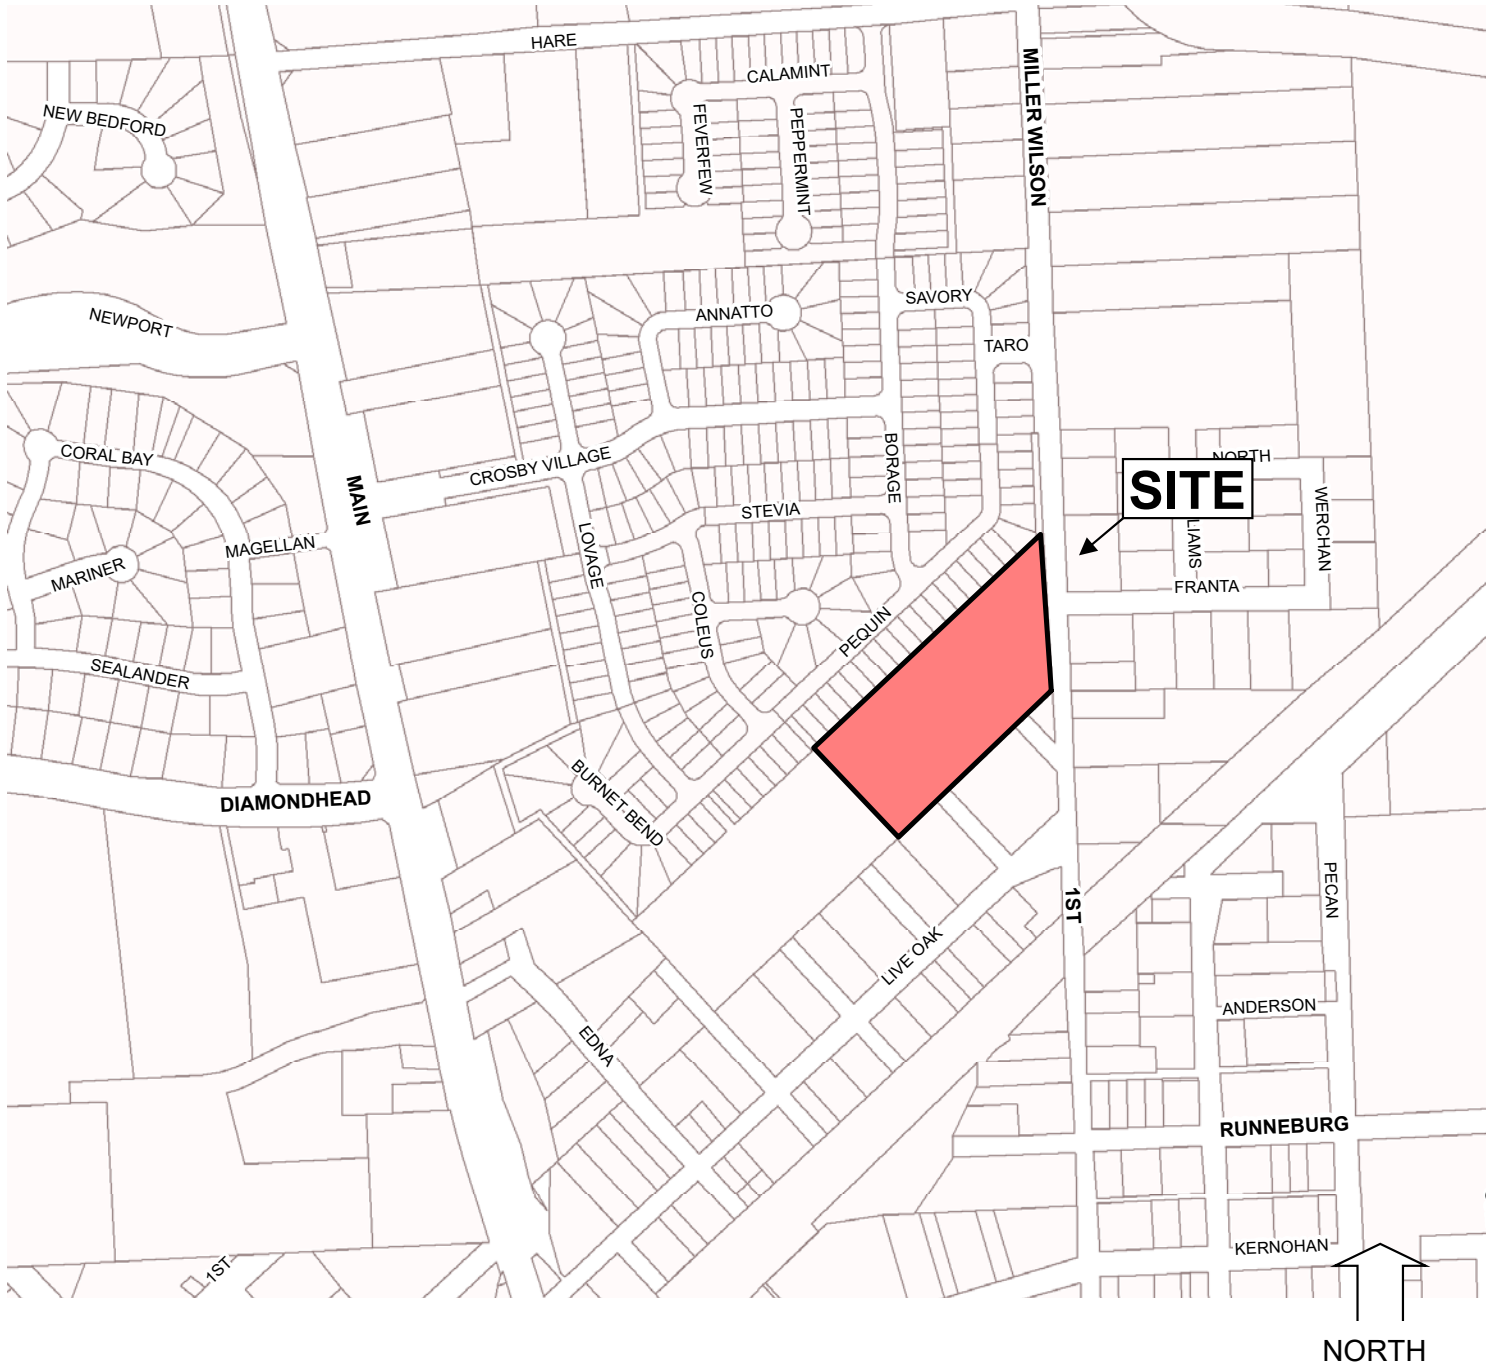 HARE
CALAMINT
MILLER WILSON
NEW BEDFORD
FEVERFEW
PEPPERMINT
SAVORY
NEWPORT
ANNATTO
TARO
CORAL BAY
CROSBY VILLAGE
BORAGE
NORTH
SITE
MAIN
STEVIA
WERCHAN
LIAMS
MAGELLAN
LOVAGE
MARINER
FRANTA
COLEUS
PEQUIN
SEALANDER
DIAMONDHEAD
BURNET BEND
1ST
PECAN
LIVE OAK
ANDERSON
EDNA
RUNNEBURG
KERNOHAN
1ST
NORTH